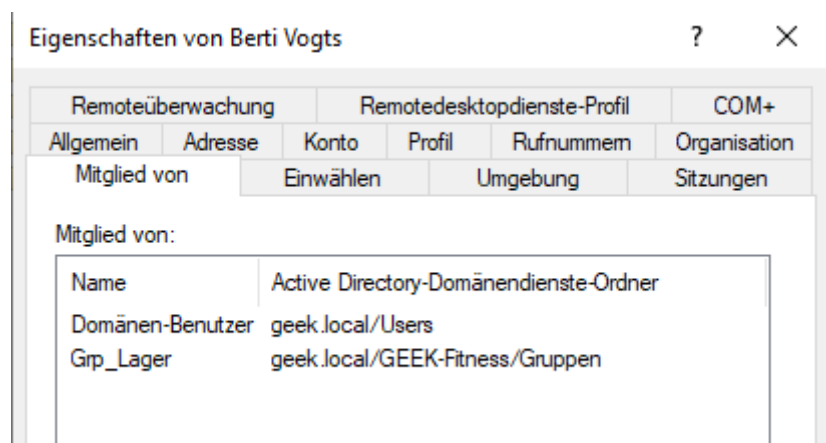 Eigenschaften von Berti Vogts ? ×
Remoteüberwachung Remotedesktopdienste-Profil COM+
Allgemein Adresse Konto Profil Rufnummern Organisation
Mitglied von Einwählen Umgebung Sitzungen
Mitglied von:
Name Active Directory-Domänendienste-Ordner
Domänen-Benutzer geek.local/Users
Grp_Lager geek.local/GEEK-Fitness/Gruppen